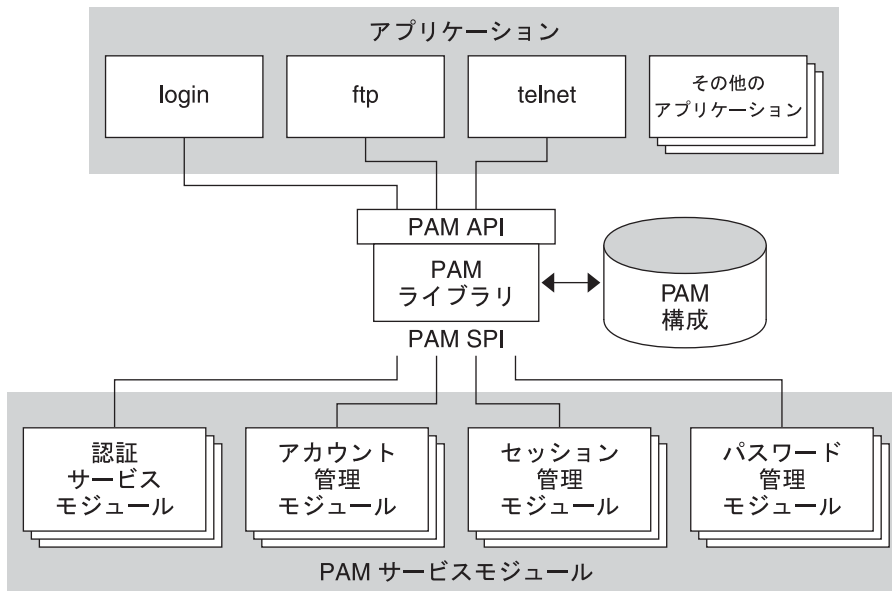 アプリケーション
login
ftp
telnet
その他の
アプリケーション
PAM API
PAM
ライブラリ
PAM
構成
PAM SPI
認証
サービス
モジュール
アカウント
管理
モジュール
セッション
管理
モジュール
パスワード
管理
モジュール
PAM サービスモジュール